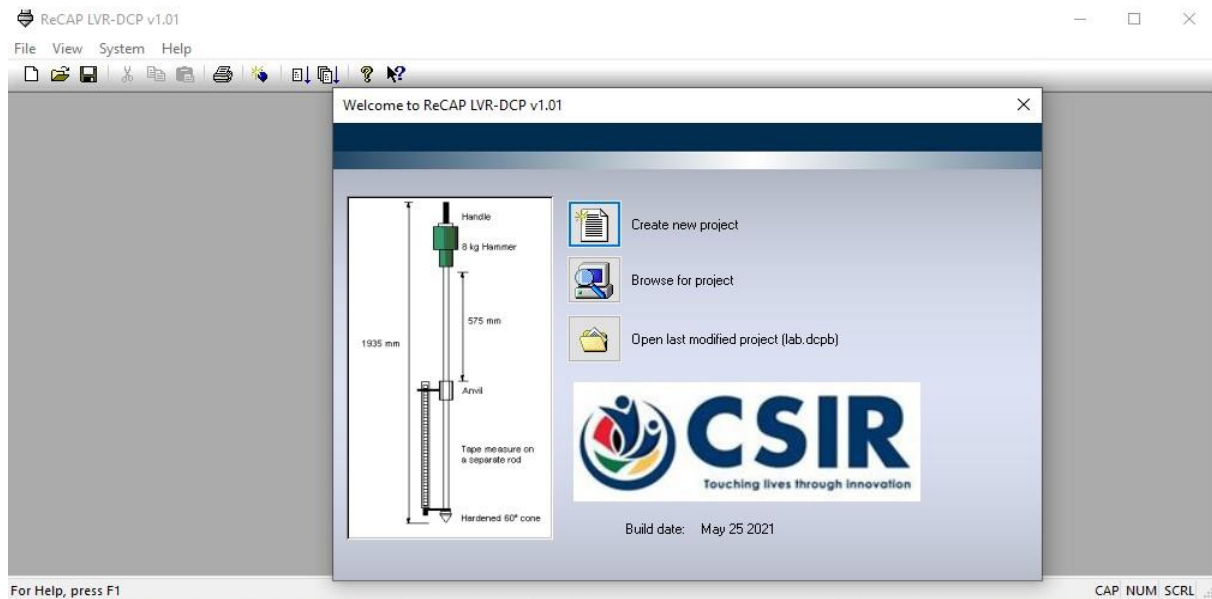 ReCAP LVR-DCP v1.01
File View System Help
Welcome to ReCAP LVR-DCP v1.01
Handle
8 kg Hammer
575 mm
1935 mm
Anvil
Tape measure on
a separate rod
Hardened 60° cone
Create new project
Browse for project
Open last modified project (lab.dcpb)
CSIR
Touching lives through innovation
Build date: May 25 2021
For Help, press F1
CAP NUM SCRL